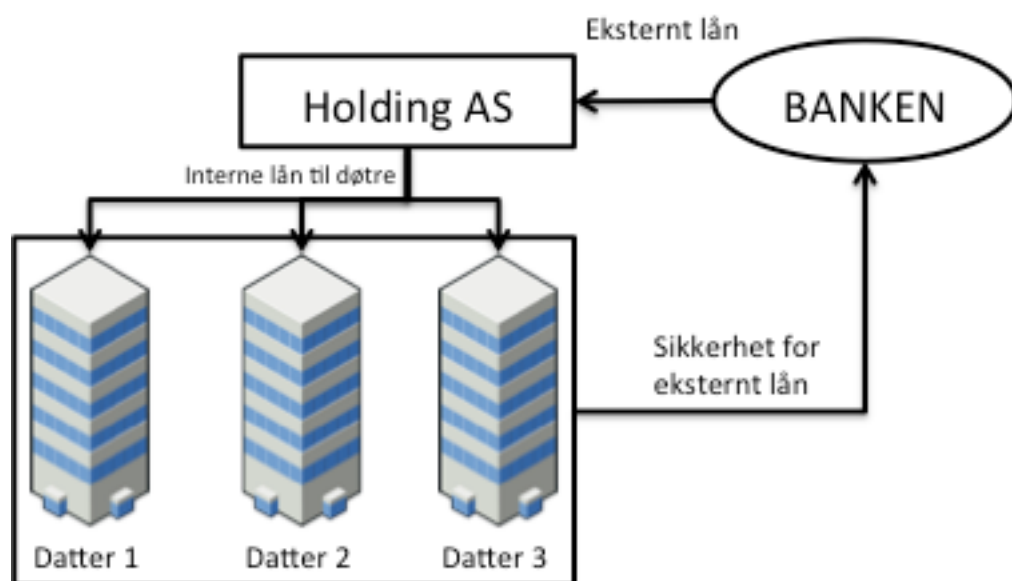 Eksternt lån
Holding AS
BANKEN
Interne lån til døtre
Sikkerhet for
eksternt lån
Datter 1
Datter 2
Datter 3